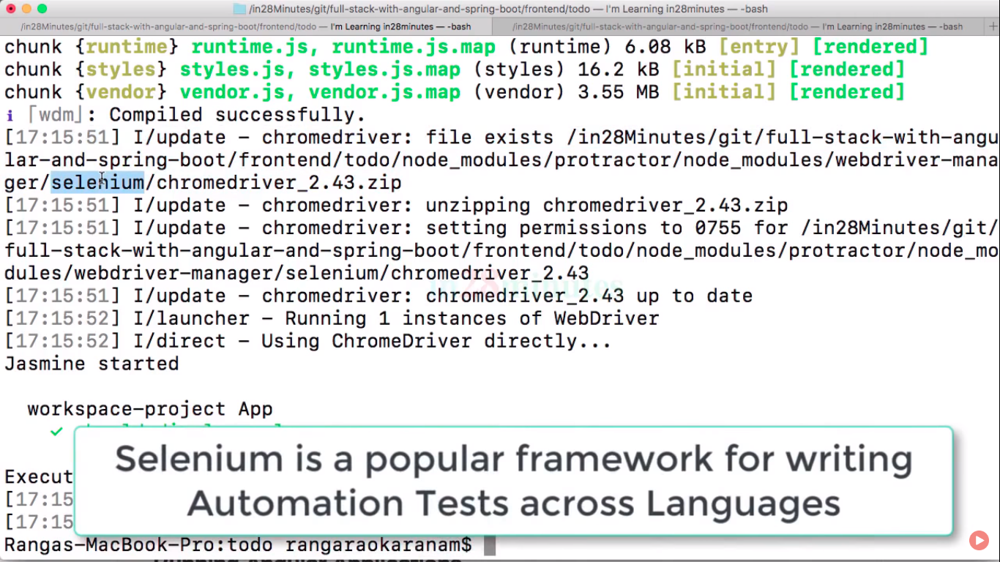 /in28Minutes/git/full-stack-with-angular-and-spring-boot/frontend/todo — I'm Learning in28minutes — -bash
/in28Minutes/git/full-stack-with-angular-and-spring-boot/frontend/todo — I'm Learning in28minutes — -bash
/in28Minutes/git/full-stack-with-angular-and-spring-boot/frontend/todo — I'm Learning in28minutes — -bash
+
chunk {runtime} runtime.js, runtime.js.map (runtime) 6.08 kB [entry] [rendered]
chunk {styles} styles.js, styles.js.map (styles) 16.2 kB [initial] [rendered]
chunk {vendor} vendor.js, vendor.js.map (vendor) 3.55 MB [initial] [rendered]
ℹ ｢wdm｣: Compiled successfully.
[17:15:51] I/update - chromedriver: file exists /in28Minutes/git/full-stack-with-angu
lar-and-spring-boot/frontend/todo/node_modules/protractor/node_modules/webdriver-mana
ger/selenium/chromedriver_2.43.zip
[17:15:51] I/update - chromedriver: unzipping chromedriver_2.43.zip
[17:15:51] I/update - chromedriver: setting permissions to 0755 for /in28Minutes/git/
full-stack-with-angular-and-spring-boot/frontend/todo/node_modules/protractor/node_mo
dules/webdriver-manager/selenium/chromedriver_2.43
in28minutes
[17:15:51] I/update - chromedriver: chromedriver_2.43 up to date
[17:15:52] I/launcher - Running 1 instances of WebDriver
[17:15:52] I/direct - Using ChromeDriver directly...
Jasmine started
workspace-project App
✓
Selenium is a popular framework for writing
Automation Tests across Languages
Execut
[17:15
[17:15
Rangas-MacBook-Pro:todo rangaraokaranam$